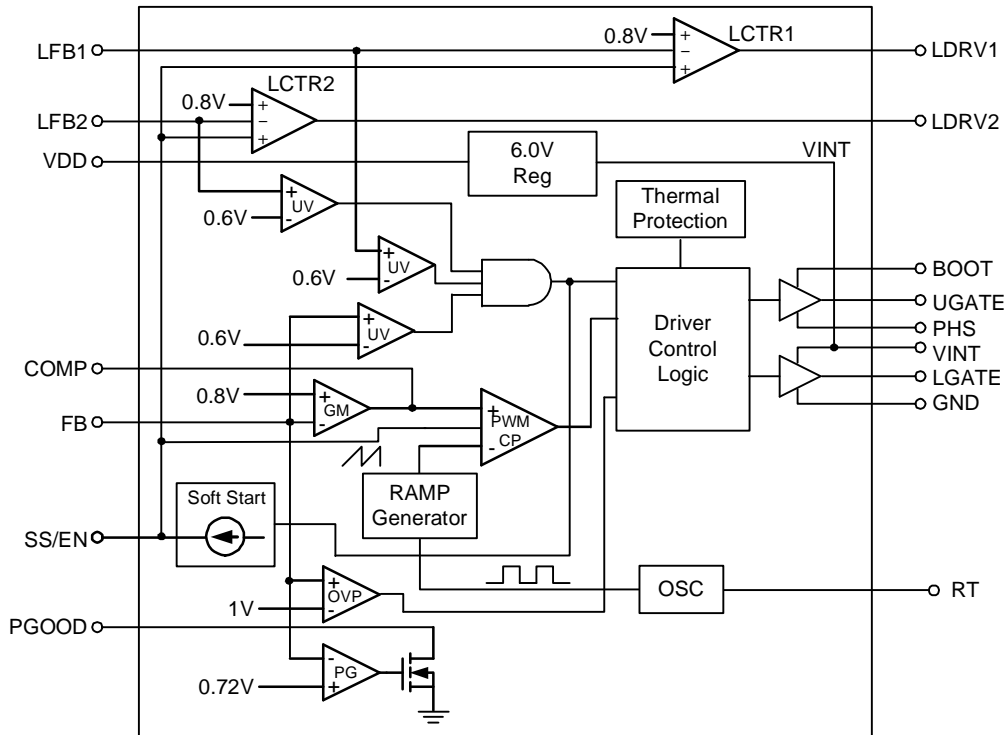 LCTR1
0.8V
+
−
+
LFB1
LDRV1
LCTR2
0.8V
+
−
+
LFB2
LDRV2
VDD
6.0V
Reg
VINT
+
UV
-
0.6V
Thermal
Protection
+
UV
-
0.6V
BOOT
UGATE
PHS
VINT
LGATE
GND
Driver
Control
Logic
+
UV
-
0.6V
COMP
0.8V
+
GM
-
FB
+
PWM
CP
-
RAMP
Generator
Soft Start
SS/EN
+
OVP
-
1V
OSC
RT
PGOOD
-
PG
+
0.72V